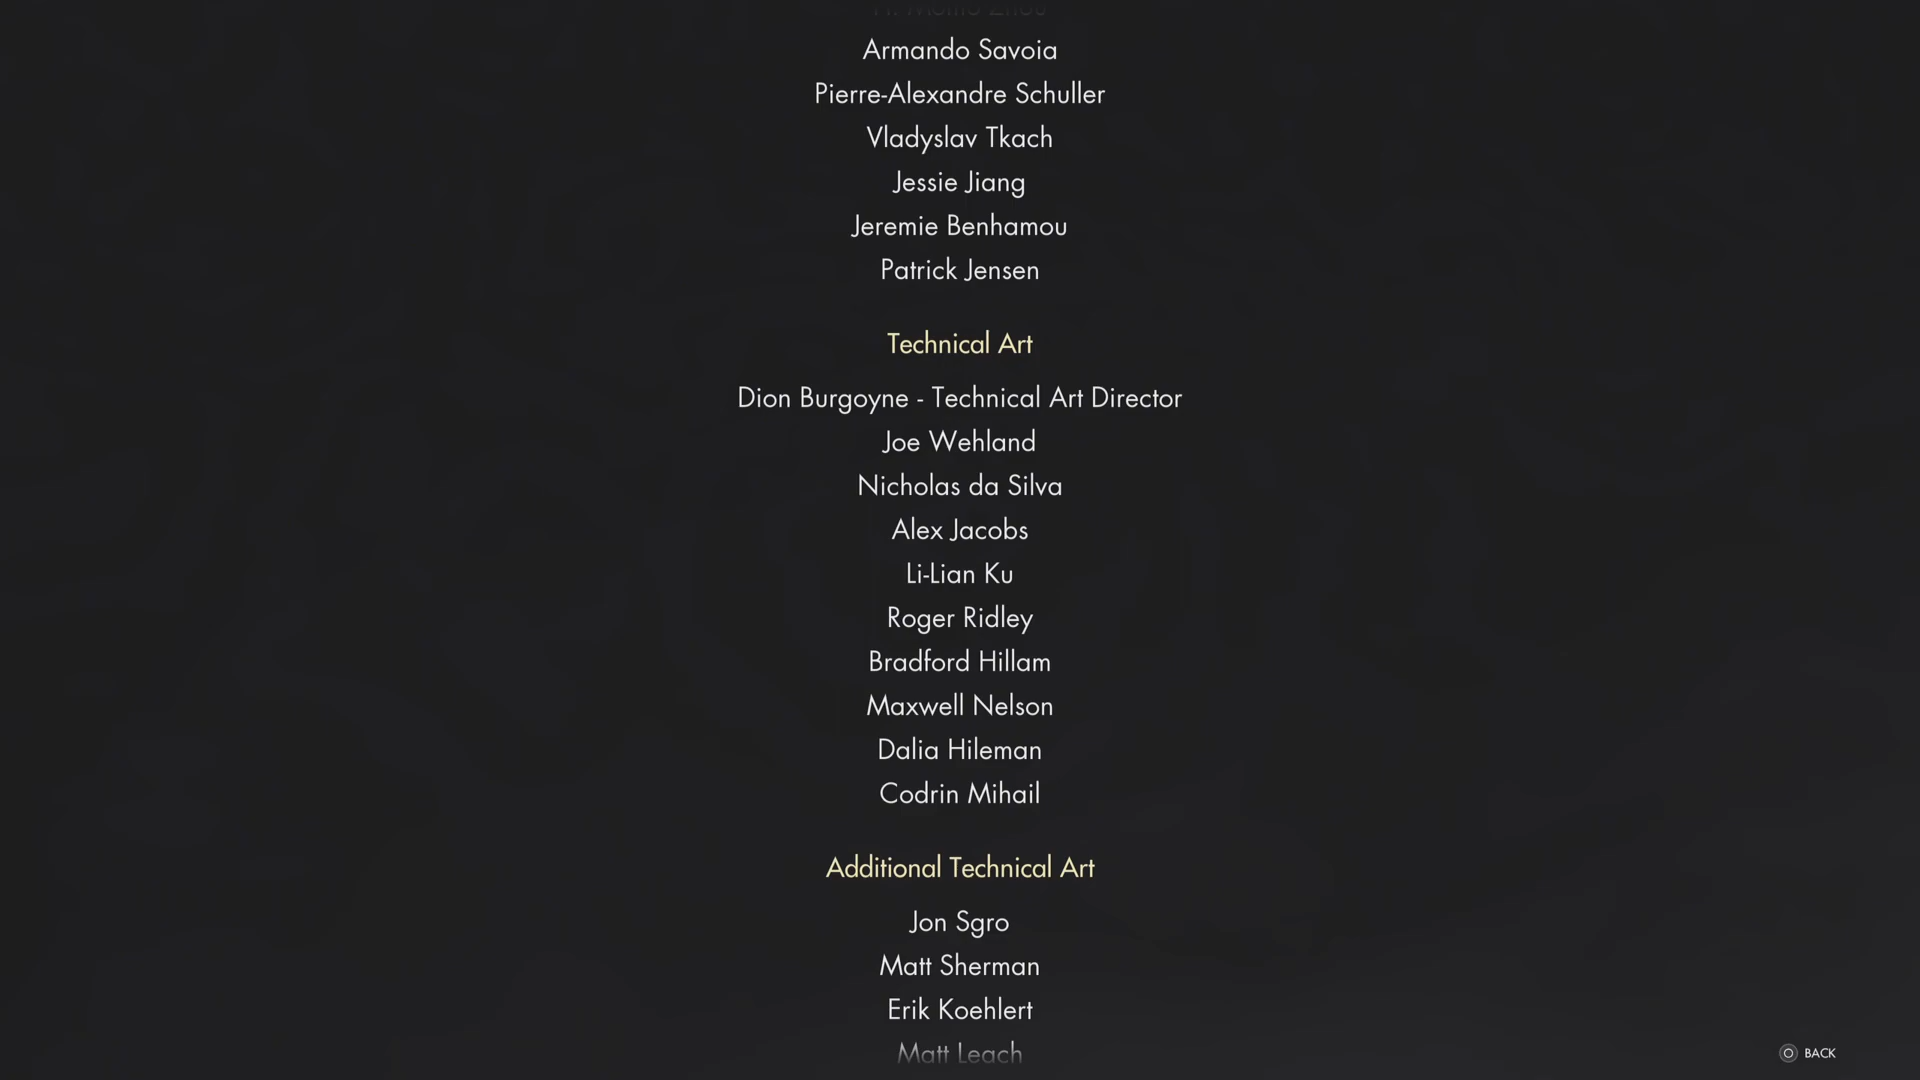 Armando Savoia
Pierre-Alexandre Schuller
Vladyslav Tkach
Jessie Jiang
Jeremie Benhamou
Patrick Jensen
Technical Art
Dion Burgoyne - Technical Art Director
Joe Wehland
Nicholas da Silva
Alex Jacobs
Li-Lian Ku
Roger Ridley
Bradford Hillam
Maxwell Nelson
Dalia Hileman
Codrin Mihail
Additional Technical Art
Jon Sgro
Matt Sherman
Erik Koehlert
Matt Leach
BACK